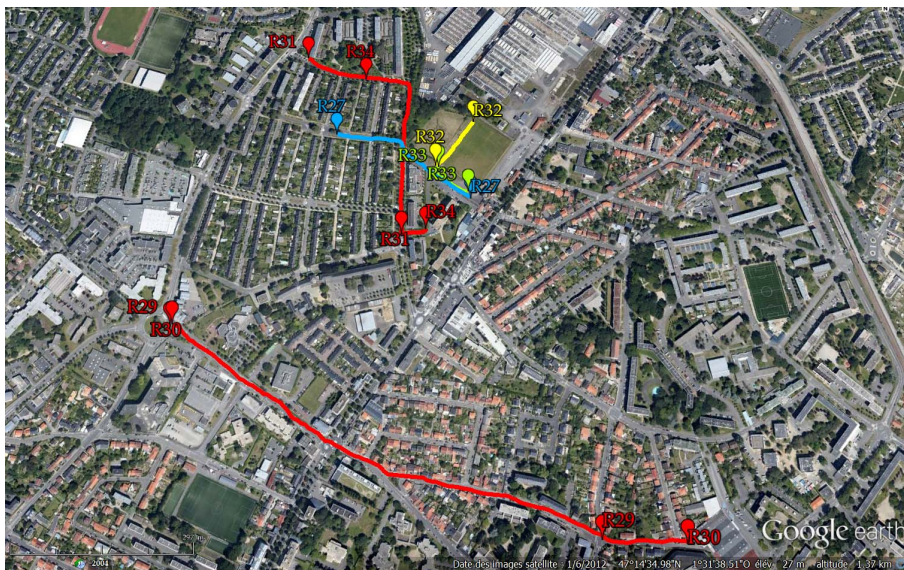 R31
R34
R27
R32
R32
R33
R33
R27
R34
R31
R29
R30
R29
R30
Google earth
2004
Date des images satellite : 1/6/2012 47°14'34.98"N 1°31'38.51"O élév. 27 m altitude 1.37 km